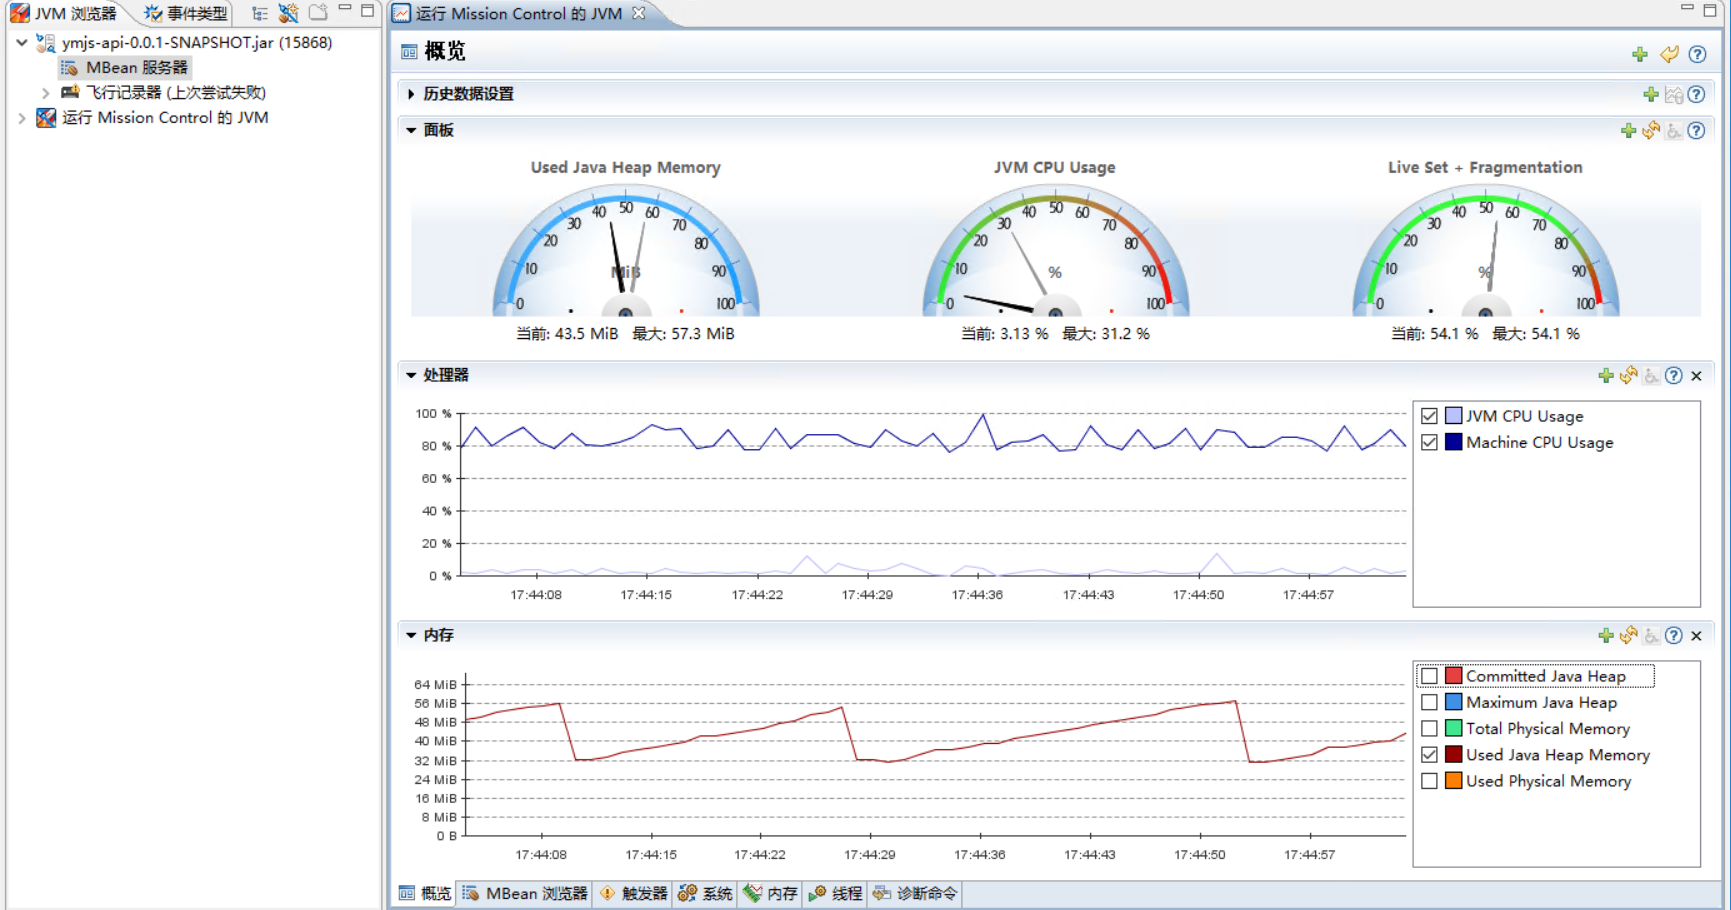 JVM 浏览器
事件类型
ymjs-api-0.0.1-SNAPSHOT.jar (15868)
MBean 服务器
飞行记录器 (上次尝试失败)
运行 Mission Control 的 JVM
运行 Mission Control 的 JVM
概览
历史数据设置
面板
Used Java Heap Memory
0 10 20 30 40 50 60 70 80 90 100
MiB
当前: 43.5 MiB 最大: 57.3 MiB
JVM CPU Usage
0 10 20 30 40 50 60 70 80 90 100
%
当前: 3.13 % 最大: 31.2 %
Live Set + Fragmentation
0 10 20 30 40 50 60 70 80 90 100
%
当前: 54.1 % 最大: 54.1 %
处理器
100 %
80 %
60 %
40 %
20 %
0 %
17:44:08 17:44:15 17:44:22 17:44:29 17:44:36 17:44:43 17:44:50 17:44:57
JVM CPU Usage
Machine CPU Usage
内存
64 MiB
56 MiB
48 MiB
40 MiB
32 MiB
24 MiB
16 MiB
8 MiB
0 B
17:44:08 17:44:15 17:44:22 17:44:29 17:44:36 17:44:43 17:44:50 17:44:57
Committed Java Heap
Maximum Java Heap
Total Physical Memory
Used Java Heap Memory
Used Physical Memory
概览 MBean 浏览器 触发器 系统 内存 线程 诊断命令